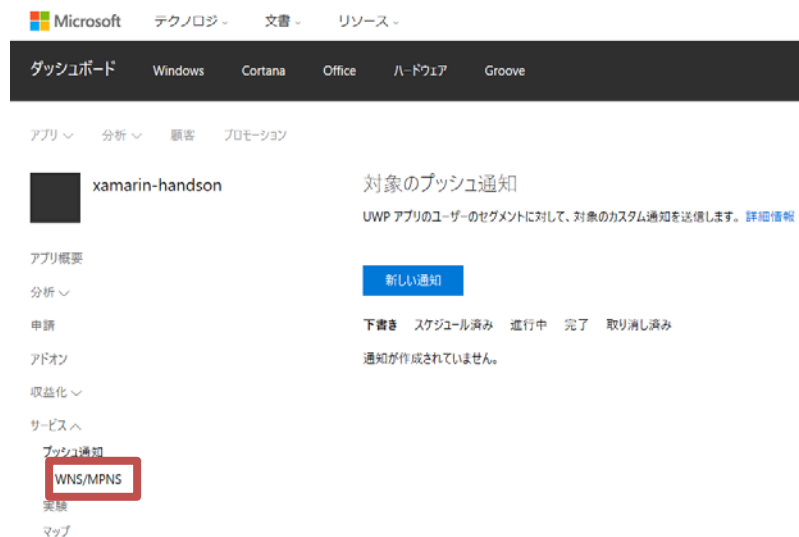 Microsoft テクノロジ 文書 リソース
ダッシュボード Windows Cortana Office ハードウェア Groove
アプリ 分析 顧客 プロモーション
xamarin-handson
対象のプッシュ通知
UWP アプリのユーザーのセグメントに対して、対象のカスタム通知を送信します。 詳細情報
新しい通知
下書き スケジュール済み 進行中 完了 取り消し済み
通知が作成されていません。
アプリ概要
分析
申請
アドオン
収益化
サービス
プッシュ通知
WNS/MPNS
実験
マップ